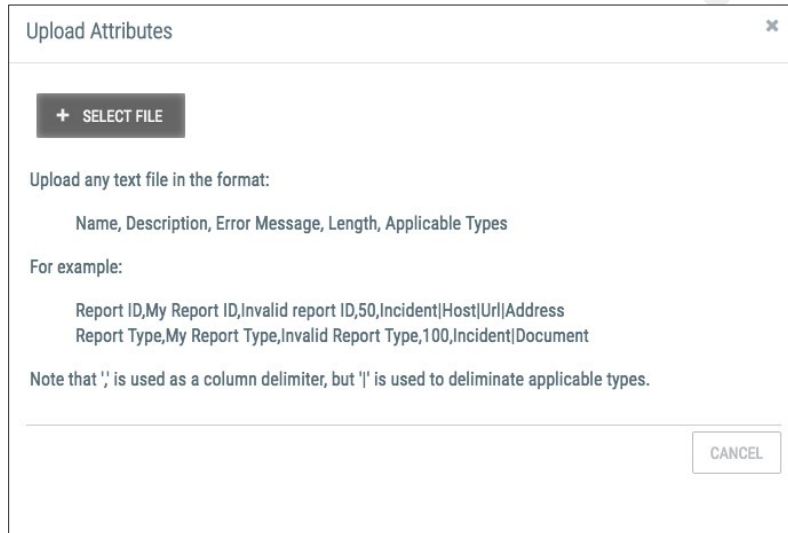 Upload Attributes
+ SELECT FILE
Upload any text file in the format:
Name, Description, Error Message, Length, Applicable Types
For example:
Report ID,My Report ID,Invalid report ID,50,Incident|Host|Url|Address
Report Type,My Report Type,Invalid Report Type,100,Incident|Document
Note that ',' is used as a column delimiter, but '|' is used to deliminate applicable types.
CANCEL